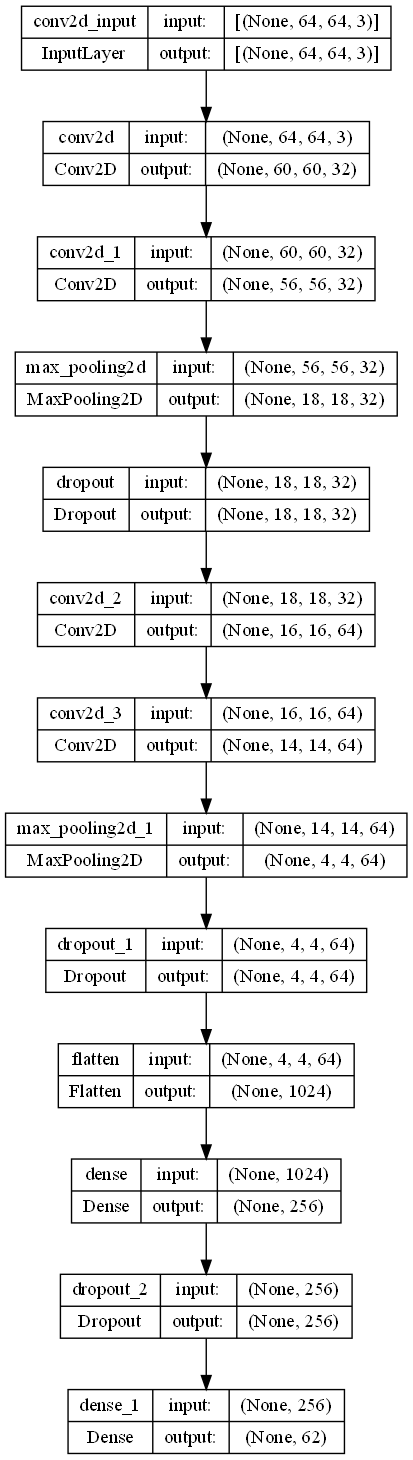 conv2d_input input: [(None, 64, 64, 3)]
InputLayer output: [(None, 64, 64, 3)]
conv2d input: (None, 64, 64, 3)
Conv2D output: (None, 60, 60, 32)
conv2d_1 input: (None, 60, 60, 32)
Conv2D output: (None, 56, 56, 32)
max_pooling2d input: (None, 56, 56, 32)
MaxPooling2D output: (None, 18, 18, 32)
dropout input: (None, 18, 18, 32)
Dropout output: (None, 18, 18, 32)
conv2d_2 input: (None, 18, 18, 32)
Conv2D output: (None, 16, 16, 64)
conv2d_3 input: (None, 16, 16, 64)
Conv2D output: (None, 14, 14, 64)
max_pooling2d_1 input: (None, 14, 14, 64)
MaxPooling2D output: (None, 4, 4, 64)
dropout_1 input: (None, 4, 4, 64)
Dropout output: (None, 4, 4, 64)
flatten input: (None, 4, 4, 64)
Flatten output: (None, 1024)
dense input: (None, 1024)
Dense output: (None, 256)
dropout_2 input: (None, 256)
Dropout output: (None, 256)
dense_1 input: (None, 256)
Dense output: (None, 62)